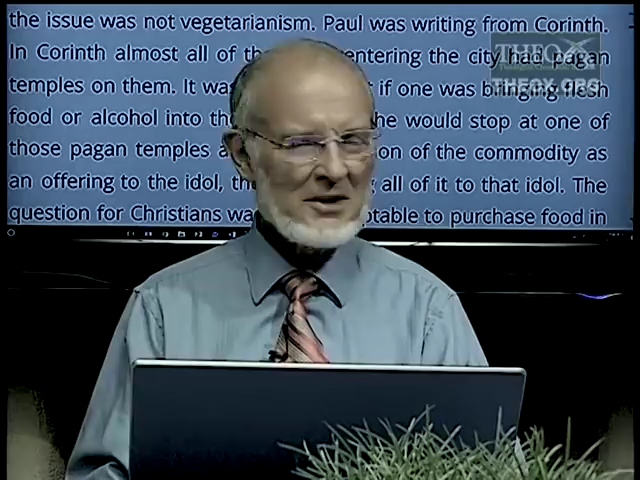 the issue was not vegetarianism. Paul was writing from Corinth.
In Corinth almost all of entering the city had pagan
temples on them. It if one was bringing flesh
food or alcohol into he would stop at one of
those pagan temples on of the commodity as
an offering to the idol, all of it to that idol. The
question for Christians was to purchase food in
THEOX
THEOX.ORG